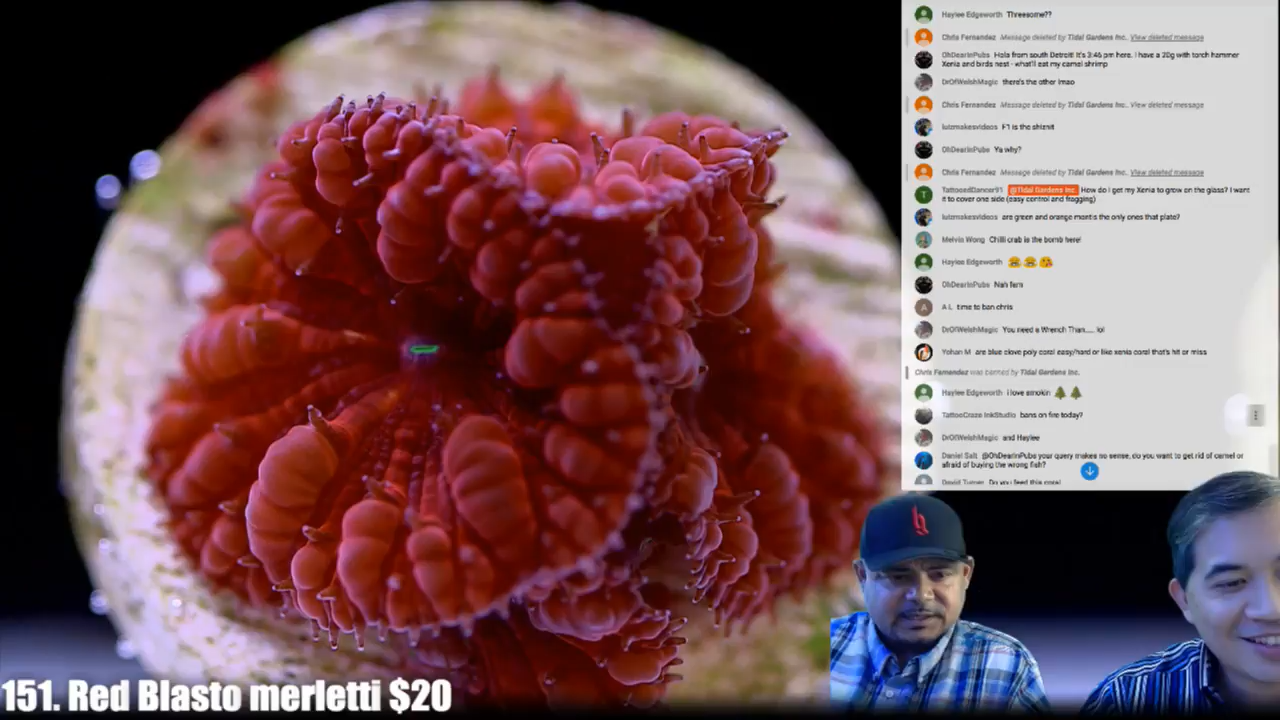 Haylee Edgeworth Threesome??
Chris Fernandez Message deleted by Tidal Gardens Inc. View deleted message
OhDearInPubs Hola from south Detroit! It's 3:46 pm here. I have a 20g with torch hammer
Xenia and birds nest - what'll eat my camel shrimp
DrOfWelshMagic there's the other lmao
Chris Fernandez Message deleted by Tidal Gardens Inc. View deleted message
luizmakesvideos F1 is the shiznit
OhDearInPubs Ya why?
Chris Fernandez Message deleted by Tidal Gardens Inc. View deleted message
TattooedDancer91 @Tidal Gardens Inc. How do I get my Xenia to grow on the glass? I want
it to cover one side (easy control and fragging)
luizmakesvideos are green and orange montis the only ones that plate?
Melvin Wong Chilli crab is the bomb here!
Haylee Edgeworth
OhDearInPubs Nah fam
A L time to ban chris
DrOfWelshMagic You need a Wrench Than..... lol
Yohan M are blue clove poly coral easy/hard or like xenia coral that's hit or miss
Chris Fernandez was banned by Tidal Gardens Inc.
Haylee Edgeworth i love smokin
TattooCraze InkStudio bans on fire today?
DrOfWelshMagic and Haylee
Daniel Salt @OhDearInPubs your query makes no sense, do you want to get rid of camel or
afraid of buying the wrong fish?
David Turner Do you feed this coral
151. Red Blasto merletti $20